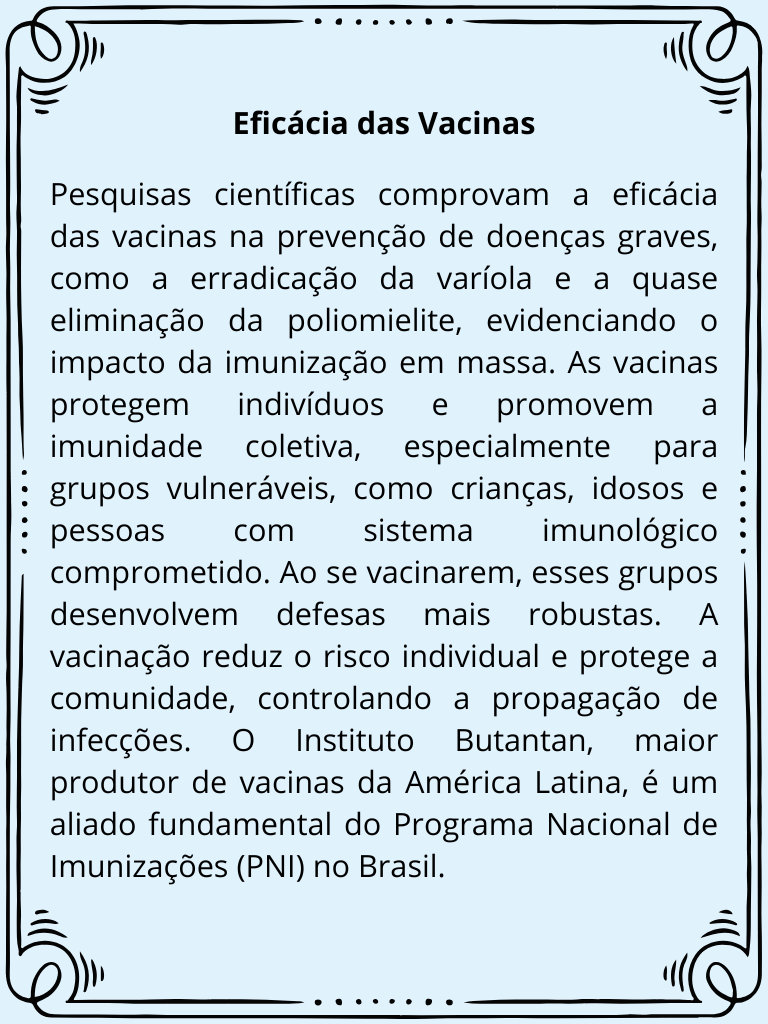 Eficácia das Vacinas
Pesquisas científicas comprovam a eficácia
das vacinas na prevenção de doenças graves,
como a erradicação da varíola e a quase
eliminação da poliomielite, evidenciando o
impacto da imunização em massa. As vacinas
protegem indivíduos e promovem a
imunidade coletiva, especialmente para
grupos vulneráveis, como crianças, idosos e
pessoas com sistema imunológico
comprometido. Ao se vacinarem, esses grupos
desenvolvem defesas mais robustas. A
vacinação reduz o risco individual e protege a
comunidade, controlando a propagação de
infecções. O Instituto Butantan, maior
produtor de vacinas da América Latina, é um
aliado fundamental do Programa Nacional de
Imunizações (PNI) no Brasil.